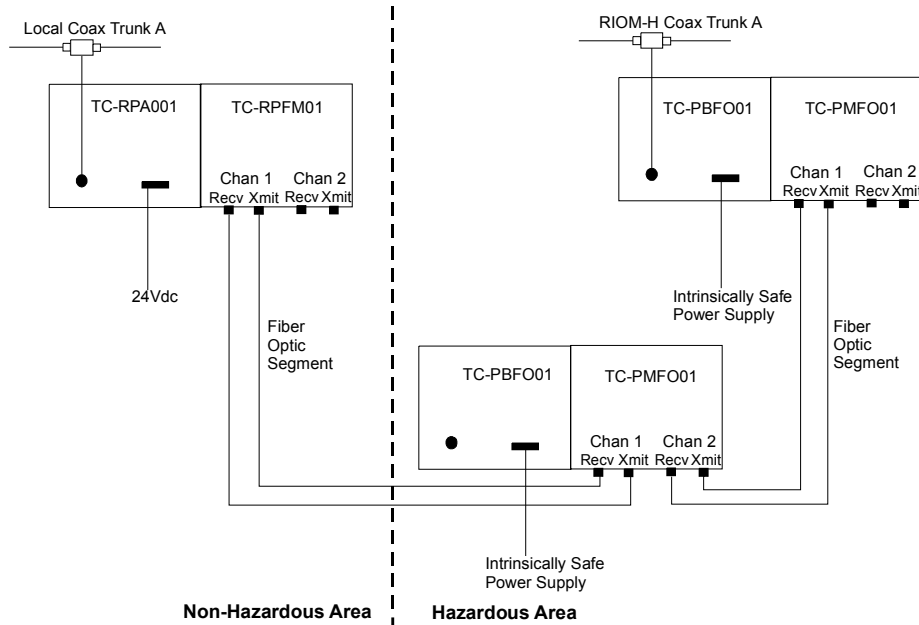 Local Coax Trunk A
RIOM-H Coax Trunk A
TC-RPA001
TC-RPFM01
Chan 1
Chan 2
Recv Xmit
Recv Xmit
24Vdc
Fiber
Optic
Segment
TC-PBFO01
TC-PMFO01
Chan 1
Chan 2
Recv Xmit
Recv Xmit
Intrinsically Safe
Power Supply
Fiber
Optic
Segment
TC-PBFO01
TC-PMFO01
Chan 1
Chan 2
Recv Xmit
Recv Xmit
Intrinsically Safe
Power Supply
Non-Hazardous Area
Hazardous Area